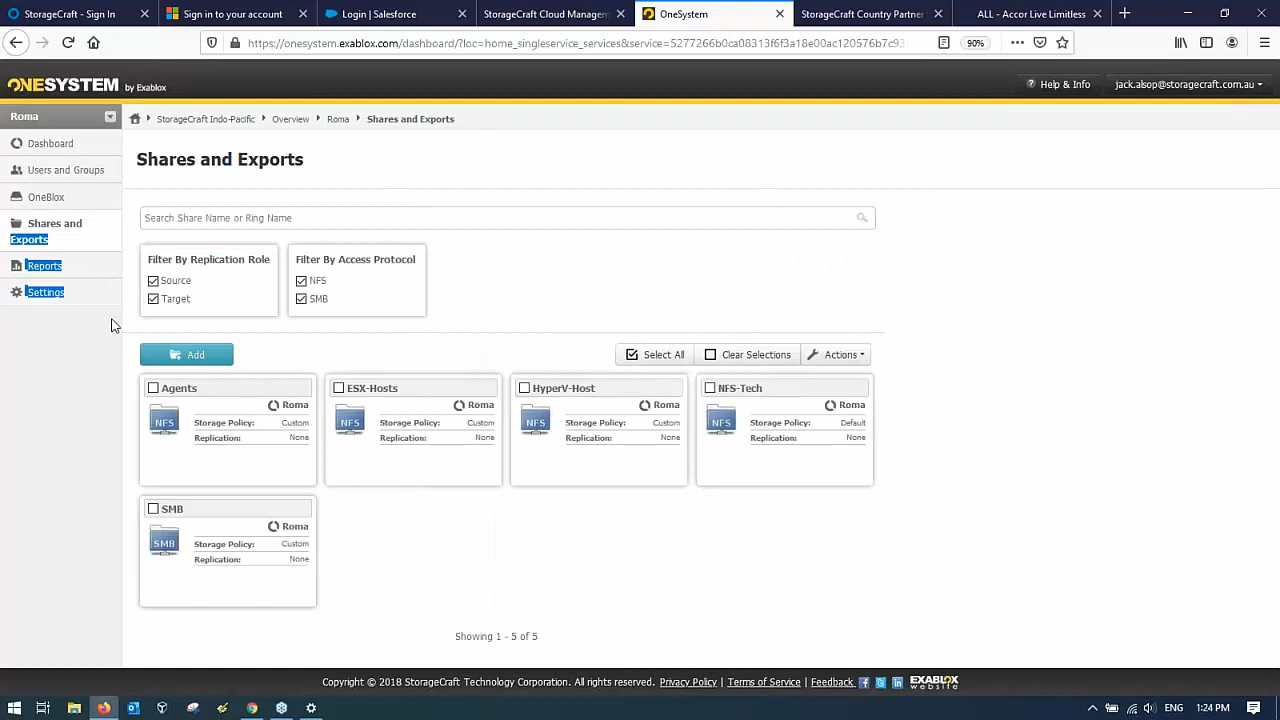 StorageCraft - Sign In
Sign in to your account
Login | Salesforce
StorageCraft Cloud Managem
OneSystem
StorageCraft Country Partner
ALL - Accor Live Limitless
https://onesystem.exablox.com/dashboard/?loc=home_singleservice_services&service=5277266b0ca08313f6f3a18e00ac120576b7c93
90%
ONESYSTEM by Exablox
Help & Info
jack.alsop@storagecraft.com.au
Roma
StorageCraft Indo-Pacific
Overview
Roma
Shares and Exports
Dashboard
Users and Groups
OneBlox
Shares and
Exports
Reports
Settings
Shares and Exports
Search Share Name or Ring Name
Filter By Replication Role
Source
Target
Filter By Access Protocol
NFS
SMB
Add
Select All
Clear Selections
Actions
Agents
Roma
NFS
Storage Policy: Custom
Replication: None
ESX-Hosts
Roma
NFS
Storage Policy: Custom
Replication: None
HyperV-Host
Roma
NFS
Storage Policy: Custom
Replication: None
NFS-Tech
Roma
NFS
Storage Policy: Default
Replication: None
SMB
Roma
SMB
Storage Policy: Custom
Replication: None
Showing 1 - 5 of 5
Copyright © 2018 StorageCraft Technology Corporation. All rights reserved. Privacy Policy | Terms of Service | Feedback
EXABLOX
website
ENG
1:24 PM